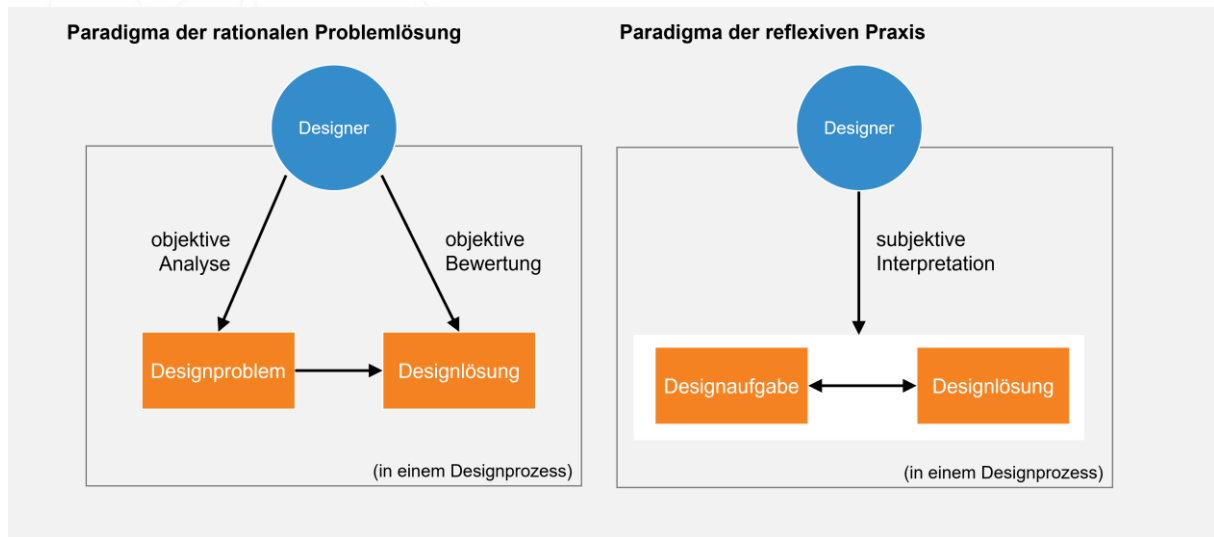 Paradigma der rationalen Problemlösung
Designer
objektive
Analyse
objektive
Bewertung
Designproblem
Designlösung
(in einem Designprozess)
Paradigma der reflexiven Praxis
Designer
subjektive
Interpretation
Designaufgabe
Designlösung
(in einem Designprozess)